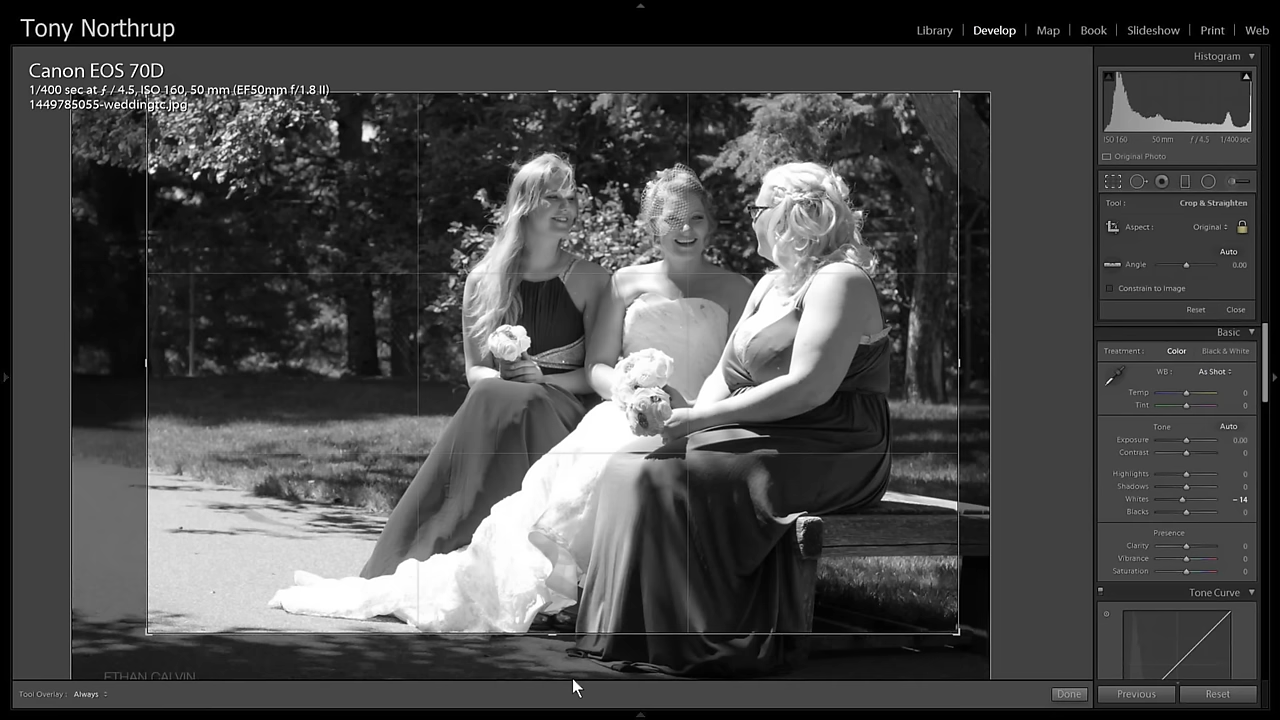 Tony Northrup
Library | Develop | Map | Book | Slideshow | Print | Web
Canon EOS 70D
1/400 sec at ƒ / 4.5, ISO 160, 50 mm (EF50mm f/1.8 II)
1449785055-weddingtc.jpg
Histogram
ISO 160 50 mm ƒ / 4.5 1/400 sec
Original Photo
Tool : Crop & Straighten
Aspect : Original
Auto
Angle 0.00
Constrain to Image
Reset Close
Basic
Treatment : Color Black & White
WB : As Shot
Temp 0
Tint 0
Tone Auto
Exposure 0.00
Contrast 0
Highlights 0
Shadows 0
Whites – 14
Blacks 0
Presence
Clarity 0
Vibrance 0
Saturation 0
Tone Curve
ETHAN CALVIN
Tool Overlay : Always
Done
Previous Reset